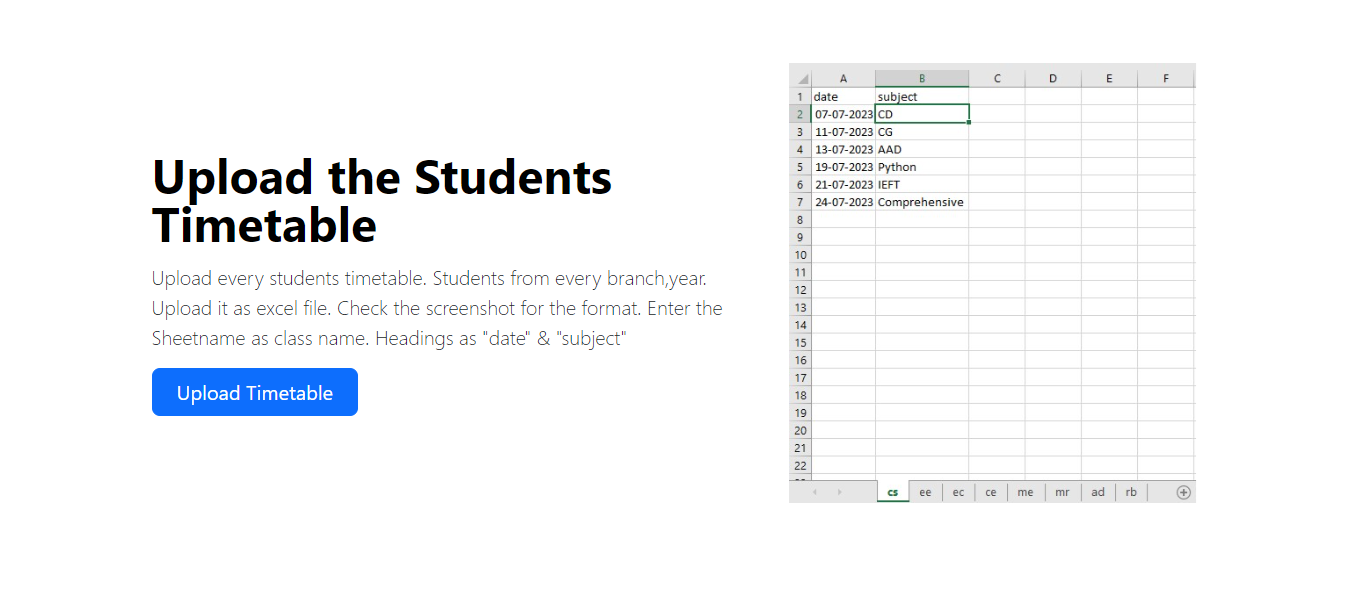 Upload the Students
Timetable
Upload every students timetable. Students from every branch,year.
Upload it as excel file. Check the screenshot for the format. Enter the
Sheetname as class name. Headings as "date" & "subject"
Upload Timetable
A B C D E F
1 date subject
2 07-07-2023 CD
3 11-07-2023 CG
4 13-07-2023 AAD
5 19-07-2023 Python
6 21-07-2023 IEFT
7 24-07-2023 Comprehensive
8
9
10
11
12
13
14
15
16
17
18
19
20
21
22
cs ee ec ce me mr ad rb